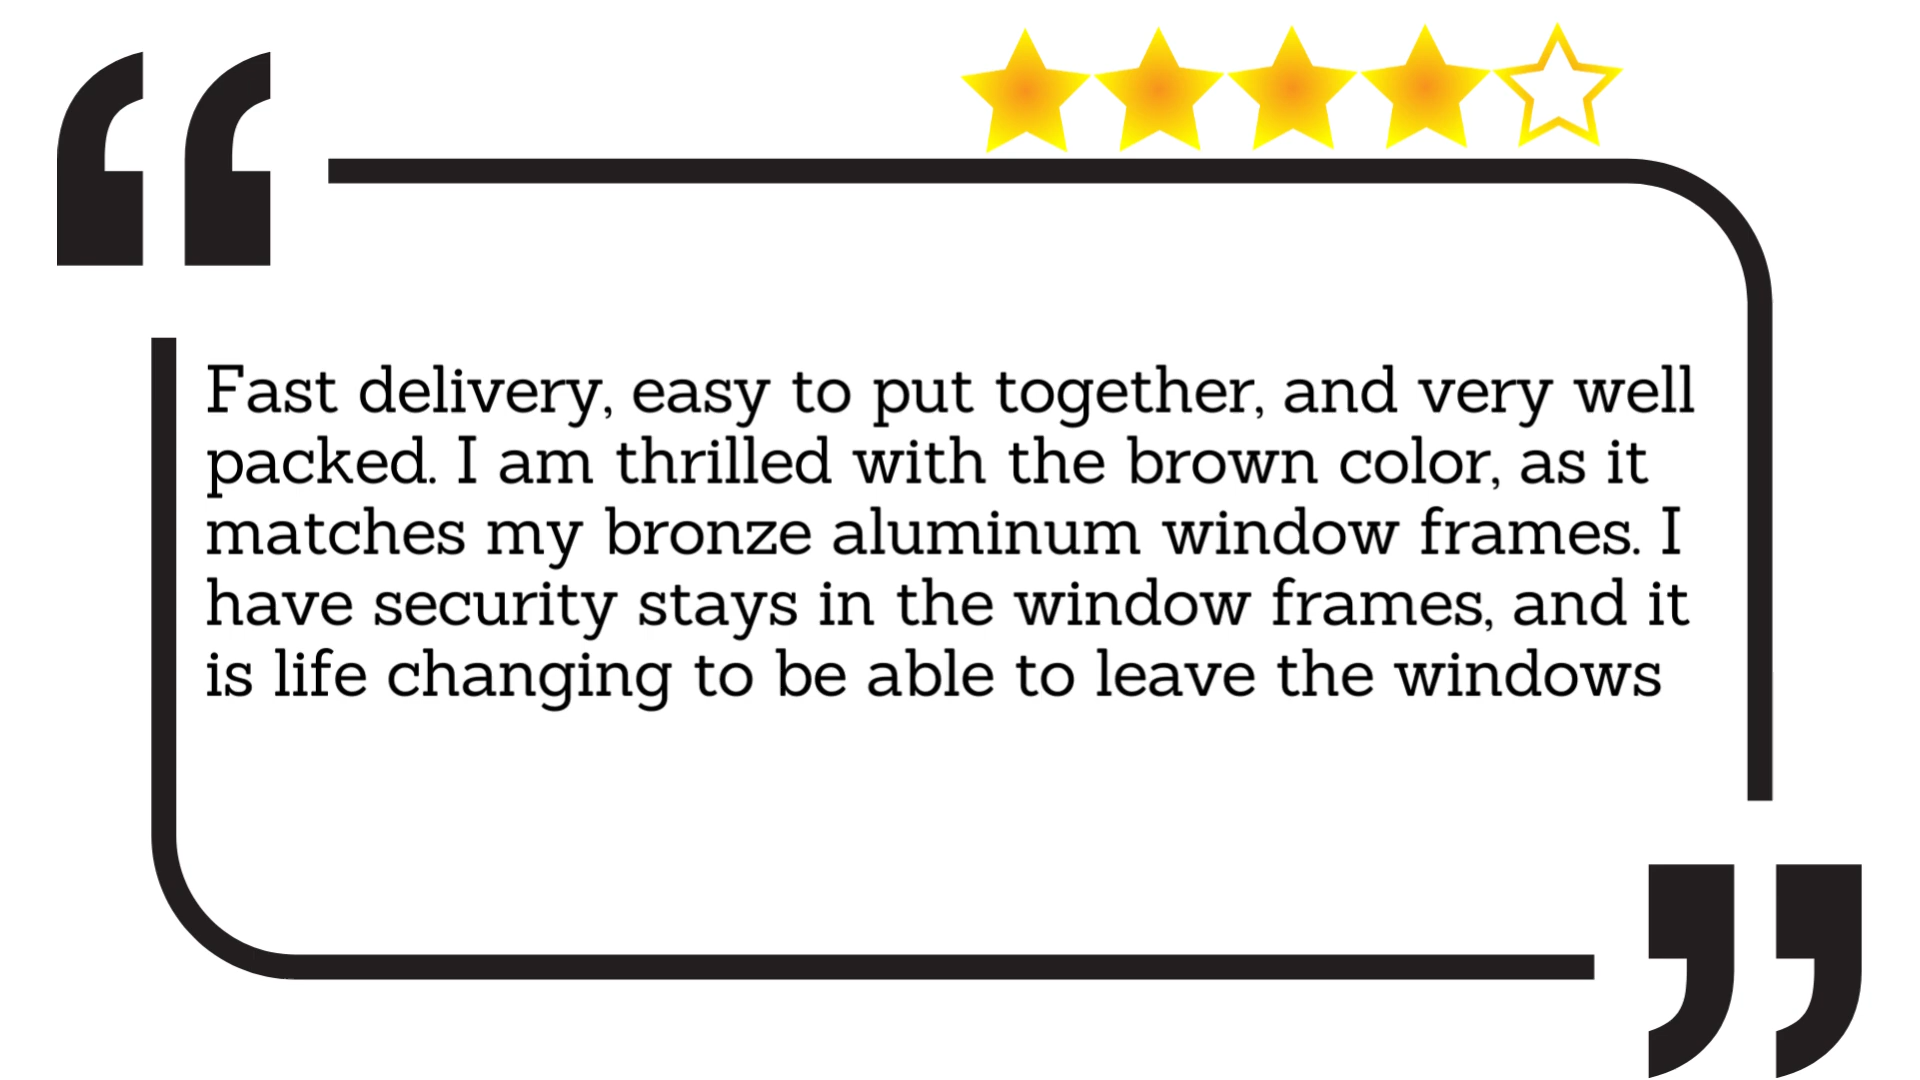 Fast delivery, easy to put together, and very well
packed. I am thrilled with the brown color, as it
matches my bronze aluminum window frames. I
have security stays in the window frames, and it
is life changing to be able to leave the windows